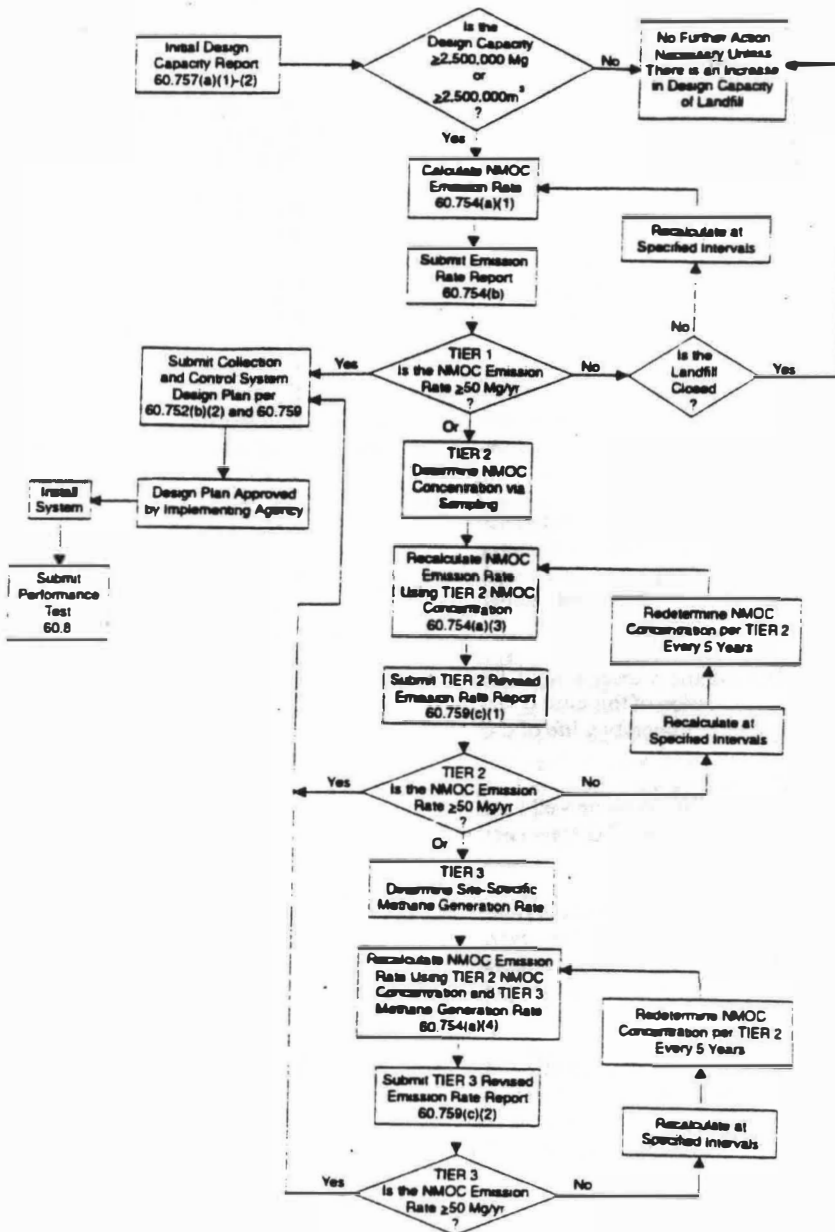 Initial Design
Capacity Report
60.757(a)(1)-(2)
Is the
Design Capacity
≥2,500,000 Mg
or
≥2,500,000m³
?
No
No Further Action
Necessary Unless
There is an Increase
in Design Capacity
of Landfill
Yes
Calculate NMOC
Emission Rate
60.754(a)(1)
Recalculate at
Specified Intervals
Submit Emission
Rate Report
60.754(b)
No
Submit Collection
and Control System
Design Plan per
60.752(b)(2) and 60.759
Yes
TIER 1
Is the NMOC Emission
Rate ≥50 Mg/yr
?
No
Is the
Landfill
Closed
?
Yes
Or
TIER 2
Determine NMOC
Concentration via
Sampling
Install
System
Design Plan Approved
by Implementing Agency
Submit
Performance
Test
60.8
Recalculate NMOC
Emission Rate
Using TIER 2 NMOC
Concentration
60.754(a)(3)
Redetermine NMOC
Concentration per TIER 2
Every 5 Years
Submit TIER 2 Revised
Emission Rate Report
60.759(c)(1)
Recalculate at
Specified Intervals
Yes
TIER 2
Is the NMOC Emission
Rate ≥50 Mg/yr
?
No
Or
TIER 3
Determine Site-Specific
Methane Generation Rate
Recalculate NMOC Emission
Rate Using TIER 2 NMOC
Concentration and TIER 3
Methane Generation Rate
60.754(a)(4)
Redetermine NMOC
Concentration per TIER 2
Every 5 Years
Submit TIER 3 Revised
Emission Rate Report
60.759(c)(2)
Recalculate at
Specified Intervals
Yes
TIER 3
Is the NMOC Emission
Rate ≥50 Mg/yr
?
No